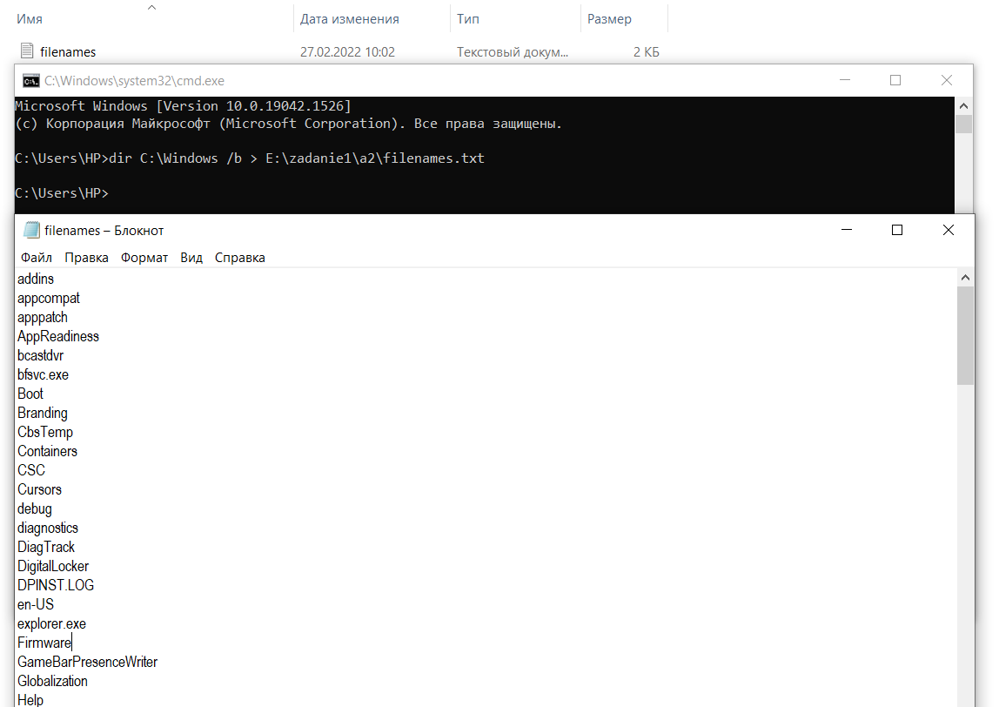 Имя Дата изменения Тип Размер
filenames 27.02.2022 10:02 Текстовый докум... 2 КБ
C:\Windows\system32\cmd.exe
Microsoft Windows [Version 10.0.19042.1526]
(c) Корпорация Майкрософт (Microsoft Corporation). Все права защищены.
C:\Users\HP>dir C:\Windows /b > E:\zadanie1\a2\filenames.txt
C:\Users\HP>
filenames – Блокнот
Файл Правка Формат Вид Справка
addins
appcompat
apppatch
AppReadiness
bcastdvr
bfsvc.exe
Boot
Branding
CbsTemp
Containers
CSC
Cursors
debug
diagnostics
DiagTrack
DigitalLocker
DPINST.LOG
en-US
explorer.exe
Firmware
GameBarPresenceWriter
Globalization
Help